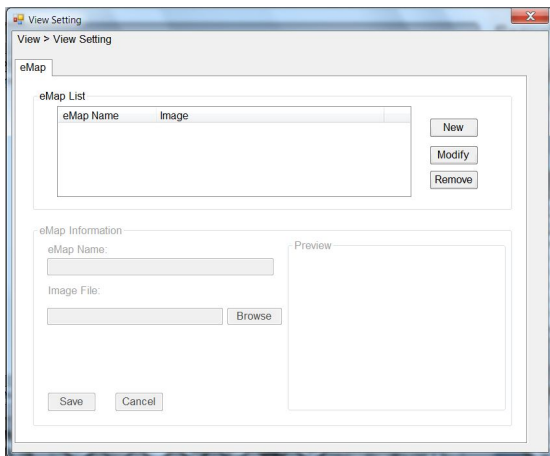 View Setting
X
View > View Setting
eMap
eMap List
eMap Name Image
New
Modify
Remove
eMap Information
eMap Name:
Preview
Image File:
Browse
Save Cancel